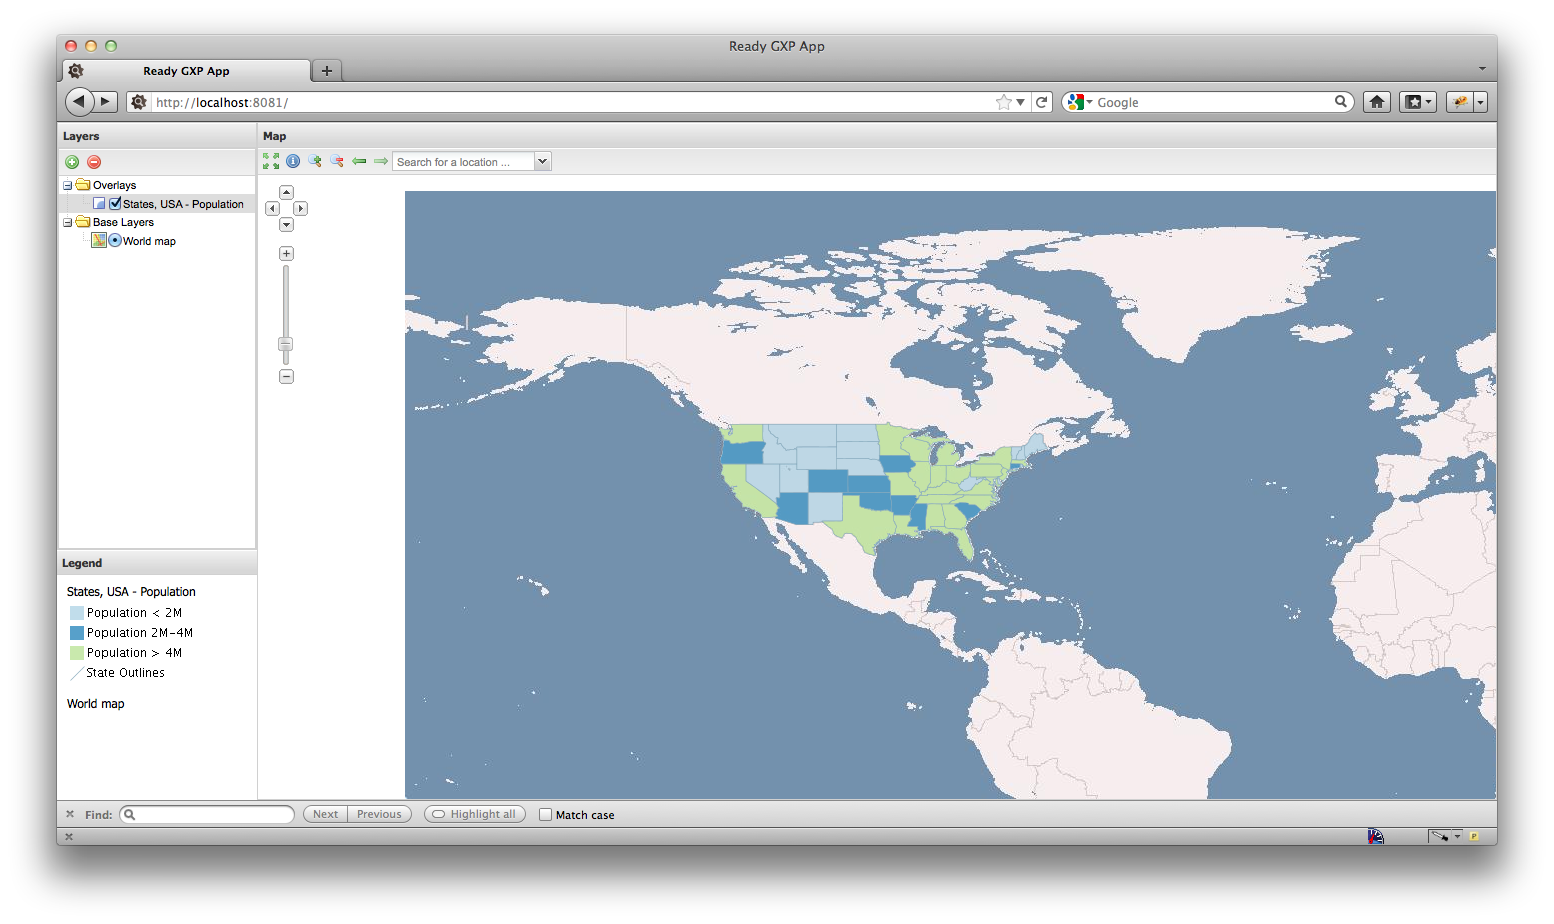 Ready GXP App
Ready GXP App
http://localhost:8081/
Google
Layers
Map
Search for a location ...
Overlays
States, USA - Population
Base Layers
World map
Legend
States, USA - Population
Population < 2M
Population 2M-4M
Population > 4M
State Outlines
World map
Find:
Next
Previous
Highlight all
Match case
P